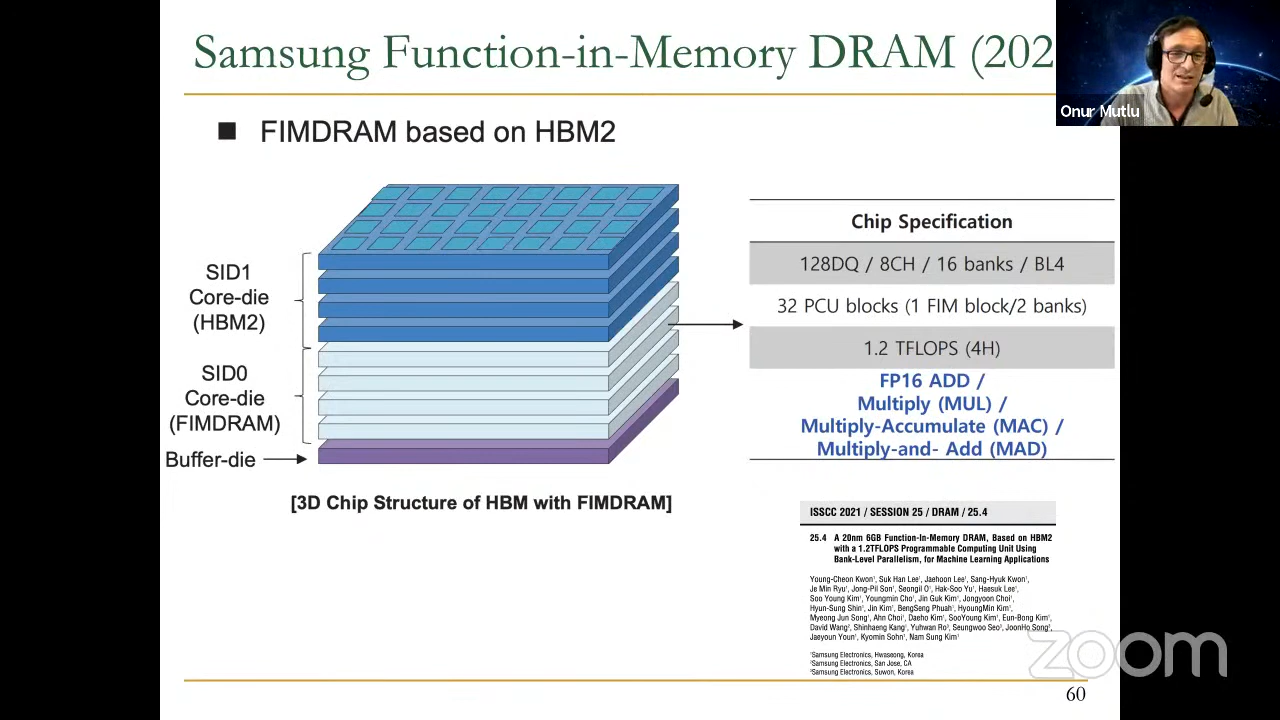 Samsung Function-in-Memory DRAM (202
Onur Mutlu
■ FIMDRAM based on HBM2
SID1
Core-die
(HBM2)
SID0
Core-die
(FIMDRAM)
Buffer-die
[3D Chip Structure of HBM with FIMDRAM]
Chip Specification
128DQ / 8CH / 16 banks / BL4
32 PCU blocks (1 FIM block/2 banks)
1.2 TFLOPS (4H)
FP16 ADD /
Multiply (MUL) /
Multiply-Accumulate (MAC) /
Multiply-and- Add (MAD)
ISSCC 2021 / SESSION 25 / DRAM / 25.4
25.4 A 20nm 6GB Function-In-Memory DRAM, Based on HBM2
with a 1.2TFLOPS Programmable Computing Unit Using
Bank-Level Parallelism, for Machine Learning Applications
Young-Cheon Kwon¹, Suk Han Lee¹, Jaehoon Lee¹, Sang-Hyuk Kwon¹,
Je Min Ryu¹, Jong-Pil Son¹, Seongil O¹, Hak-Soo Yu¹, Haesuk Lee¹,
Soo Young Kim¹, Youngmin Cho¹, Jin Guk Kim¹, Jongyoon Choi¹,
Hyun-Sung Shin¹, Jin Kim¹, BengSeng Phuah¹, HyoungMin Kim¹,
Myeong Jun Song¹, Ahn Choi¹, Daeho Kim¹, SooYoung Kim¹, Eun-Bong Kim¹,
David Wang², Shinhaeng Kang¹, Yuhwan Ro³, Seungwoo Seo³, JoonHo Song³,
Jaeyoun Youn¹, Kyomin Sohn¹, Nam Sung Kim¹
¹Samsung Electronics, Hwaseong, Korea
²Samsung Electronics, San Jose, CA
³Samsung Electronics, Suwon, Korea
zoom
60